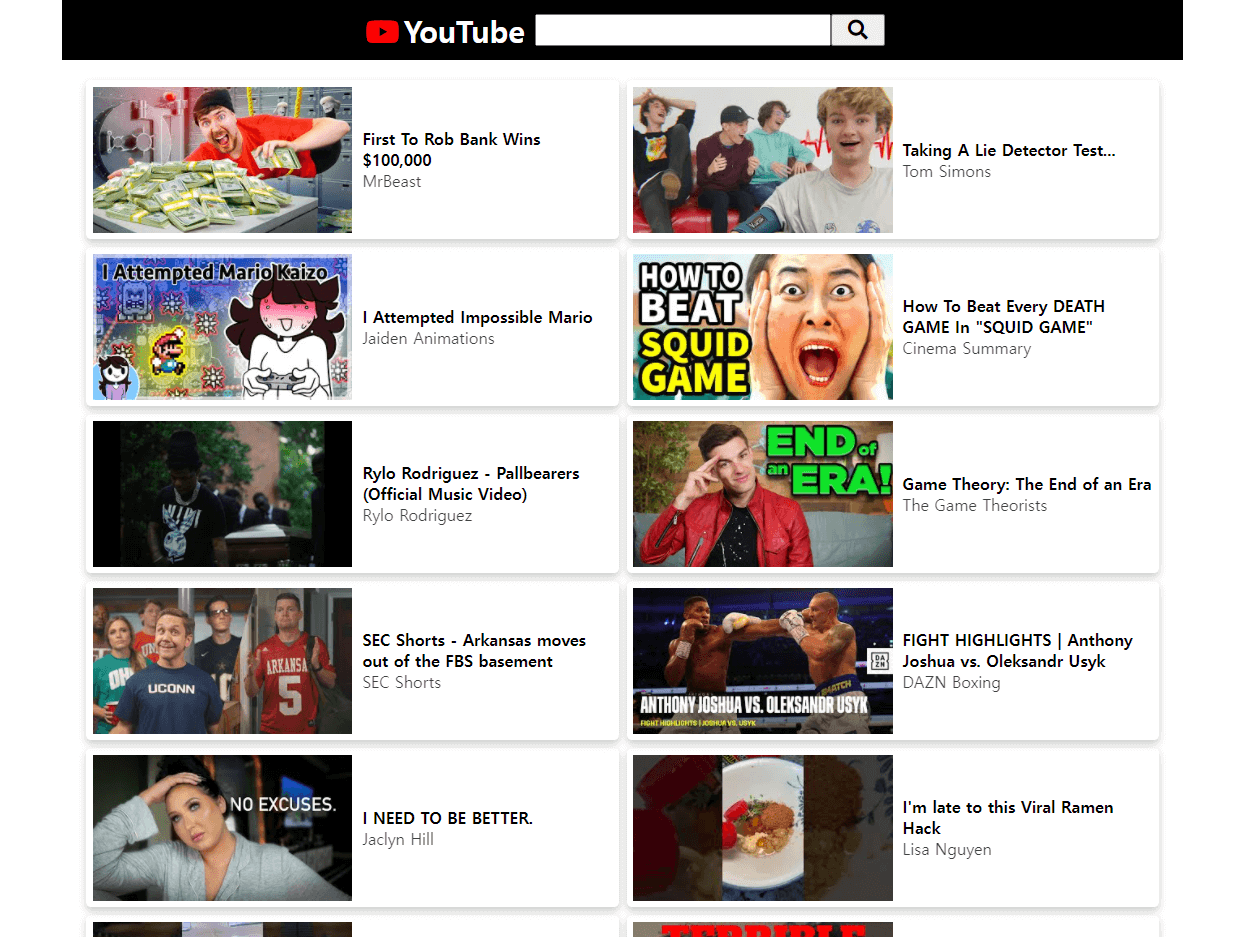 YouTube
First To Rob Bank Wins
$100,000
MrBeast
Taking A Lie Detector Test...
Tom Simons
I Attempted Mario Kaizo
I Attempted Impossible Mario
Jaiden Animations
HOW TO
BEAT
SQUID
GAME
How To Beat Every DEATH
GAME In "SQUID GAME"
Cinema Summary
Rylo Rodriguez - Pallbearers
(Official Music Video)
Rylo Rodriguez
END of
an ERA!
Game Theory: The End of an Era
The Game Theorists
UCONN
ARKANSAS
5
SEC Shorts - Arkansas moves
out of the FBS basement
SEC Shorts
DAZN
ANTHONY JOSHUA VS. OLEKSANDR USYK
FIGHT HIGHLIGHTS | JOSHUA VS. USYK
FIGHT HIGHLIGHTS | Anthony
Joshua vs. Oleksandr Usyk
DAZN Boxing
NO EXCUSES.
I NEED TO BE BETTER.
Jaclyn Hill
I'm late to this Viral Ramen
Hack
Lisa Nguyen
TERRIBLE